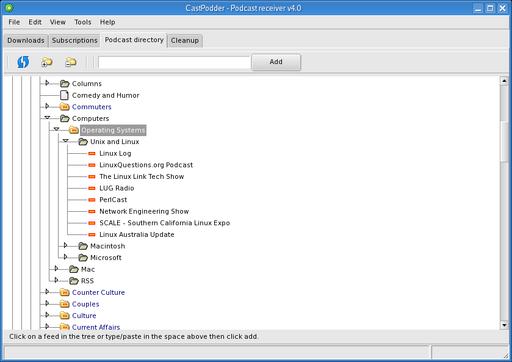 CastPodder - Podcast receiver v4.0
File Edit View Tools Help
Downloads Subscriptions Podcast directory Cleanup
Add
Columns
Comedy and Humor
Commuters
Computers
Operating Systems
Unix and Linux
Linux Log
LinuxQuestions.org Podcast
The Linux Link Tech Show
LUG Radio
PerlCast
Network Engineering Show
SCALE - Southern California Linux Expo
Linux Australia Update
Macintosh
Microsoft
Mac
RSS
Counter Culture
Couples
Culture
Current Affairs
Click on a feed in the tree or type/paste in the space above then click add.